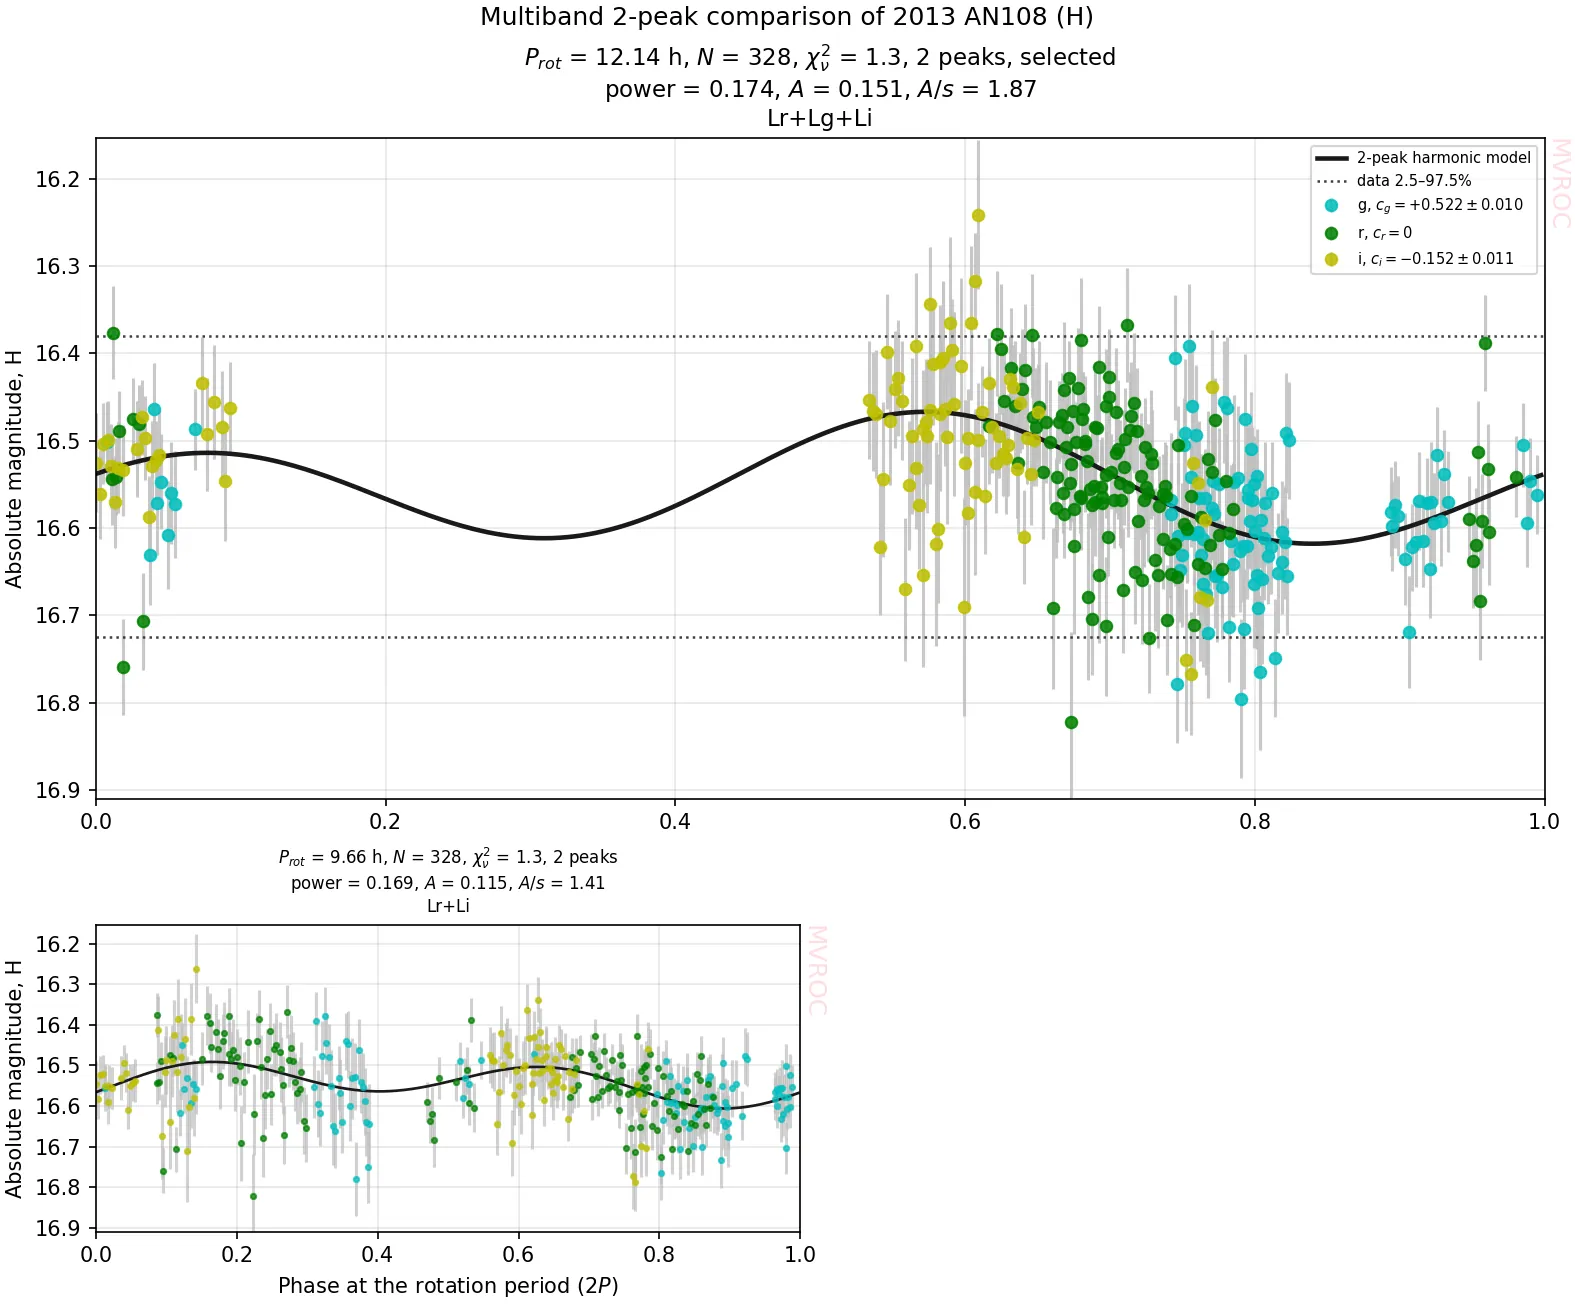 Multiband 2-peak comparison of 2013 AN108 (H)
P_rot = 12.14 h, N = 328, χ²_ν = 1.3, 2 peaks, selected
power = 0.174, A = 0.151, A/s = 1.87
Lr+Lg+Li
2-peak harmonic model
data 2.5–97.5%
g, c_g = +0.522 ± 0.010
r, c_r = 0
i, c_i = −0.152 ± 0.011
MVROC
Absolute magnitude, H
16.2
16.3
16.4
16.5
16.6
16.7
16.8
16.9
0.0 0.2 0.4 0.6 0.8 1.0
P_rot = 9.66 h, N = 328, χ²_ν = 1.3, 2 peaks
power = 0.169, A = 0.115, A/s = 1.41
Lr+Li
MVROC
Absolute magnitude, H
16.2
16.3
16.4
16.5
16.6
16.7
16.8
16.9
0.0 0.2 0.4 0.6 0.8 1.0
Phase at the rotation period (2P)